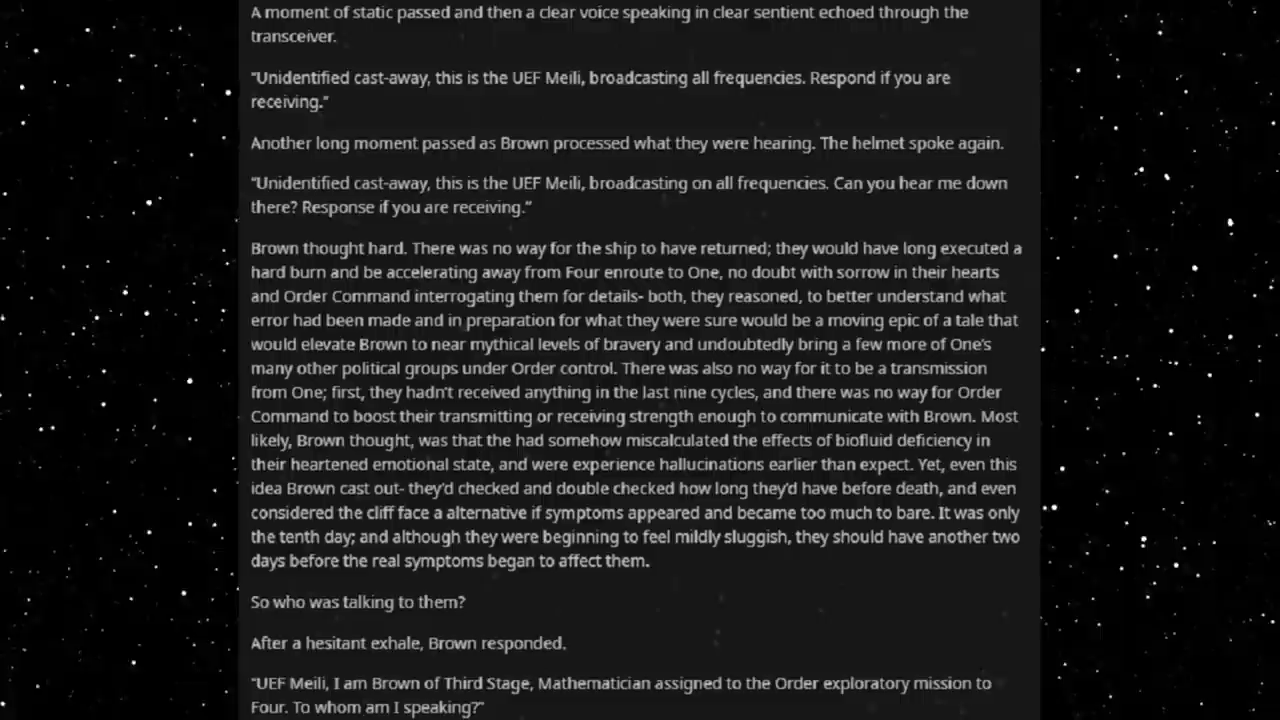 A moment of static passed and then a clear voice speaking in clear sentient echoed through the
transceiver.
"Unidentified cast-away, this is the UEF Meili, broadcasting all frequencies. Respond if you are
receiving."
Another long moment passed as Brown processed what they were hearing. The helmet spoke again.
"Unidentified cast-away, this is the UEF Meili, broadcasting on all frequencies. Can you hear me down
there? Response if you are receiving."
Brown thought hard. There was no way for the ship to have returned; they would have long executed a
hard burn and be accelerating away from Four enroute to One, no doubt with sorrow in their hearts
and Order Command interrogating them for details- both, they reasoned, to better understand what
error had been made and in preparation for what they were sure would be a moving epic of a tale that
would elevate Brown to near mythical levels of bravery and undoubtedly bring a few more of One's
many other political groups under Order control. There was also no way for it to be a transmission
from One; first, they hadn't received anything in the last nine cycles, and there was no way for Order
Command to boost their transmitting or receiving strength enough to communicate with Brown. Most
likely, Brown thought, was that the had somehow miscalculated the effects of biofluid deficiency in
their heartened emotional state, and were experience hallucinations earlier than expect. Yet, even this
idea Brown cast out- they'd checked and double checked how long they'd have before death, and even
considered the cliff face a alternative if symptoms appeared and became too much to bare. It was only
the tenth day; and although they were beginning to feel mildly sluggish, they should have another two
days before the real symptoms began to affect them.
So who was talking to them?
After a hesitant exhale, Brown responded.
"UEF Meili, I am Brown of Third Stage, Mathematician assigned to the Order exploratory mission to
Four. To whom am I speaking?"